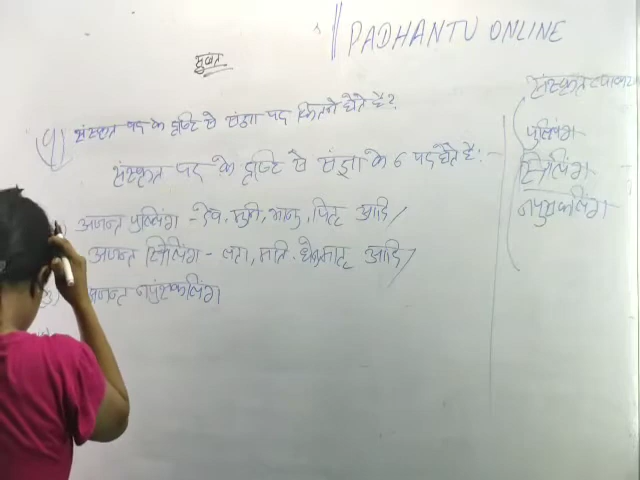 PADHANTU ONLINE
सुबन्त
संस्कृत व्याकरण
संस्कृत पद के दृष्टि से संज्ञा पद कितने होते है?
संस्कृत पद के दृष्टि से संज्ञा के 6 पद होते हैं: -
पुल्लिंग
स्त्रिलिंग
नपुंसकलिंग
अजन्त पुल्लिंग - देव, मुनि, भानु, पितृ आदि/
अजन्त स्त्रिलिंग - लता, मति, धेनु, मातृ आदि/
अजन्त नपुंसकलिंग